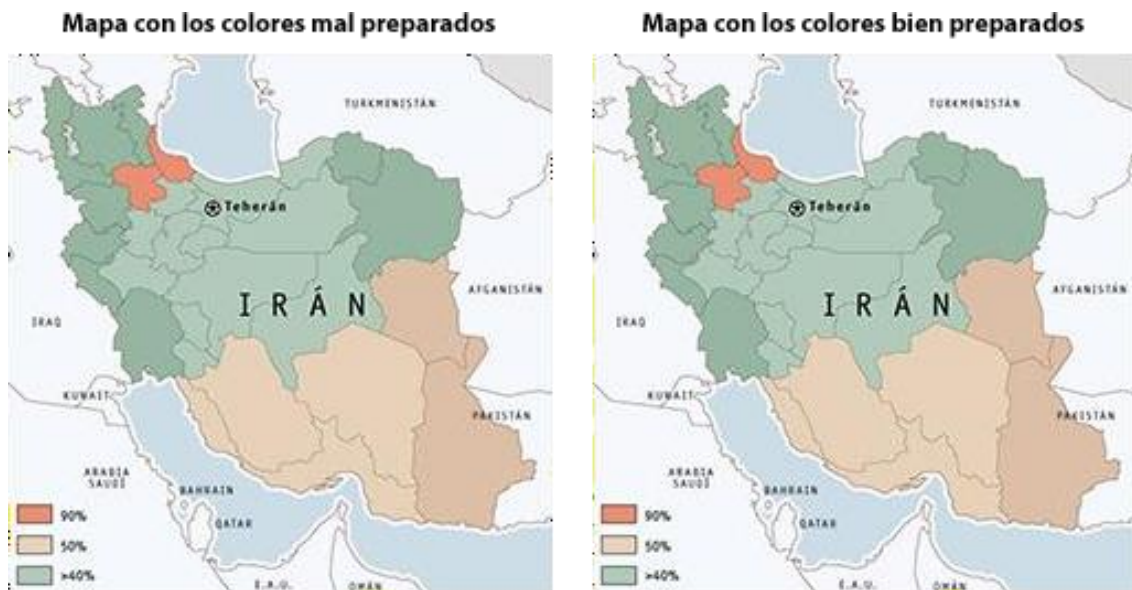 Mapa con los colores mal preparados
TURKMENISTÁN
Teherán
IRÁN
AFGANISTÁN
IRAQ
KUWAIT
PAKISTÁN
ARABIA
SAUDÍ
BAHRAIN
QATAR
E.A.U.
OMÁN
90%
50%
>40%
Mapa con los colores bien preparados
TURKMENISTÁN
Teherán
IRÁN
AFGANISTÁN
IRAQ
KUWAIT
PAKISTÁN
ARABIA
SAUDÍ
BAHRAIN
QATAR
E.A.U.
OMÁN
90%
50%
>40%